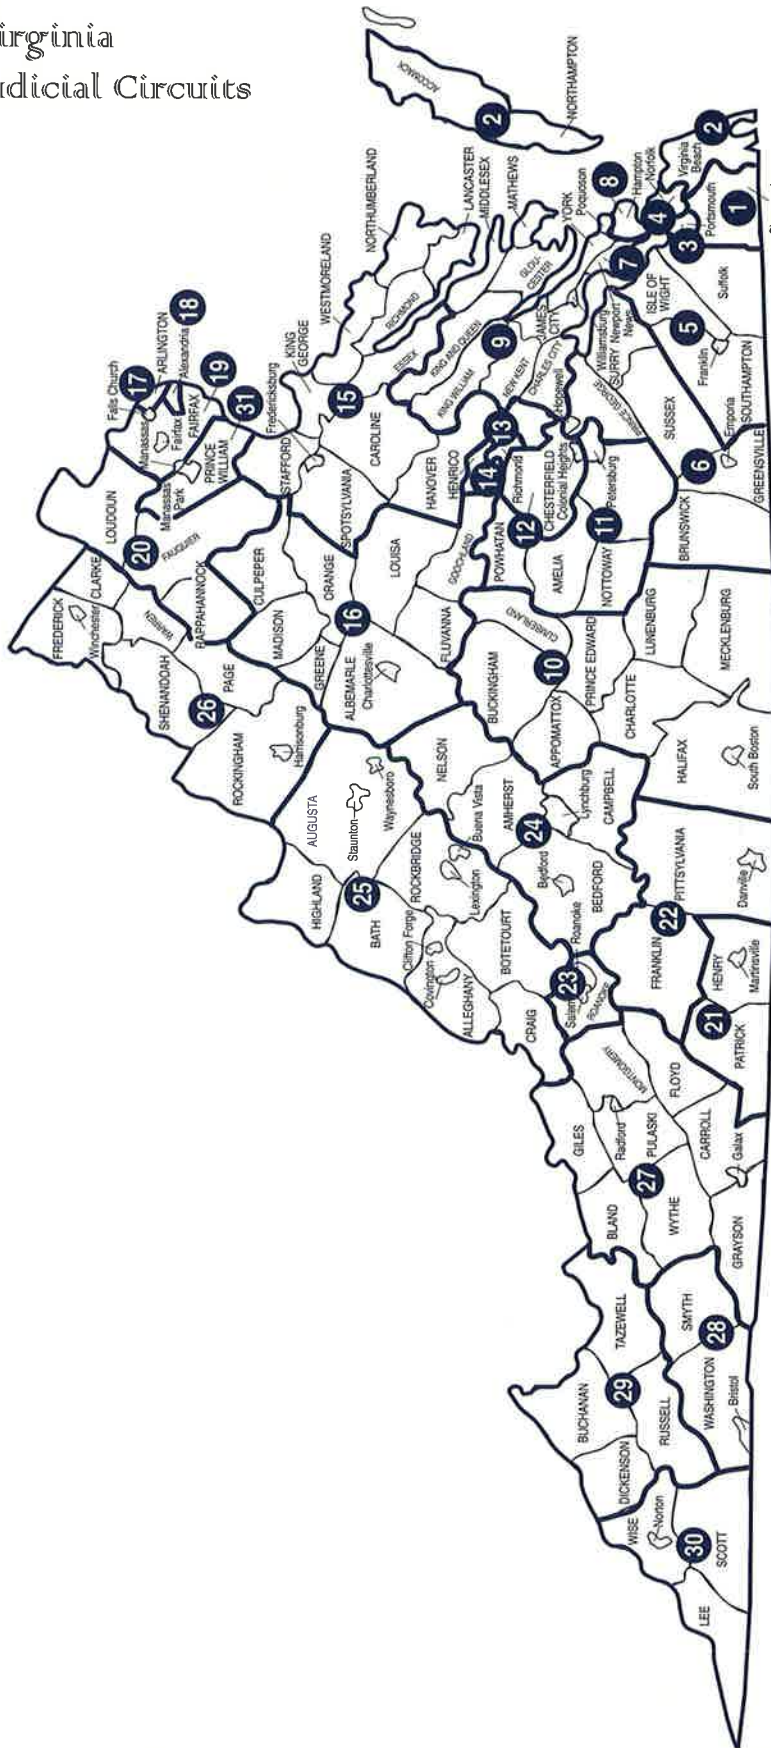 irginia
udicial Circuits
ACCOMACK
2
NORTHAMPTON
NORTHUMBERLAND
LANCASTER
MIDDLESEX
MATHEWS
WESTMORELAND
RICHMOND
ESSEX
KING
GEORGE
15
CAROLINE
Fredericksburg
STAFFORD
SPOTSYLVANIA
HANOVER
KING AND QUEEN
KING WILLIAM
9
GLOU-
CESTER
YORK
Poquoson
8
Hampton
Norfolk
Virginia
Beach
2
4
Portsmouth
3
1
7
JAMES
CITY
NEW KENT
CHARLES CITY
Williamsburg
Newport
News
ISLE OF
WIGHT
Suffolk
5
Franklin
SOUTHAMPTON
SURRY
PRINCE GEORGE
SUSSEX
Hopewell
Emporia
6
GREENSVILLE
BRUNSWICK
13
14
Richmond
HENRICO
CHESTERFIELD
Colonial Heights
12
Petersburg
11
POWHATAN
AMELIA
NOTTOWAY
Falls Church
17
ARLINGTON
Alexandria
18
Fairfax
FAIRFAX
19
Manassas
Manassas
Park
PRINCE
WILLIAM
31
LOUDOUN
20
FAUQUIER
RAPPAHANNOCK
CULPEPER
MADISON
ORANGE
GREENE
16
LOUISA
GOOCHLAND
FLUVANNA
ALBEMARLE
Charlottesville
FREDERICK
Winchester
CLARKE
WARREN
SHENANDOAH
PAGE
26
ROCKINGHAM
Harrisonburg
BUCKINGHAM
CUMBERLAND
10
PRINCE EDWARD
APPOMATTOX
CHARLOTTE
LUNENBURG
MECKLENBURG
HALIFAX
South Boston
NELSON
AMHERST
24
Lynchburg
CAMPBELL
Bedford
BEDFORD
AUGUSTA
Staunton
Waynesboro
HIGHLAND
25
BATH
ROCKBRIDGE
Buena Vista
Lexington
Clifton Forge
Covington
ALLEGHANY
BOTETOURT
CRAIG
Roanoke
23
Salem
ROANOKE
PITTSYLVANIA
Danville
22
FRANKLIN
HENRY
Martinsville
21
PATRICK
MONTGOMERY
FLOYD
GILES
Radford
PULASKI
27
CARROLL
Galax
BLAND
WYTHE
GRAYSON
TAZEWELL
SMYTH
28
WASHINGTON
Bristol
BUCHANAN
29
RUSSELL
DICKENSON
WISE
Norton
30
SCOTT
LEE